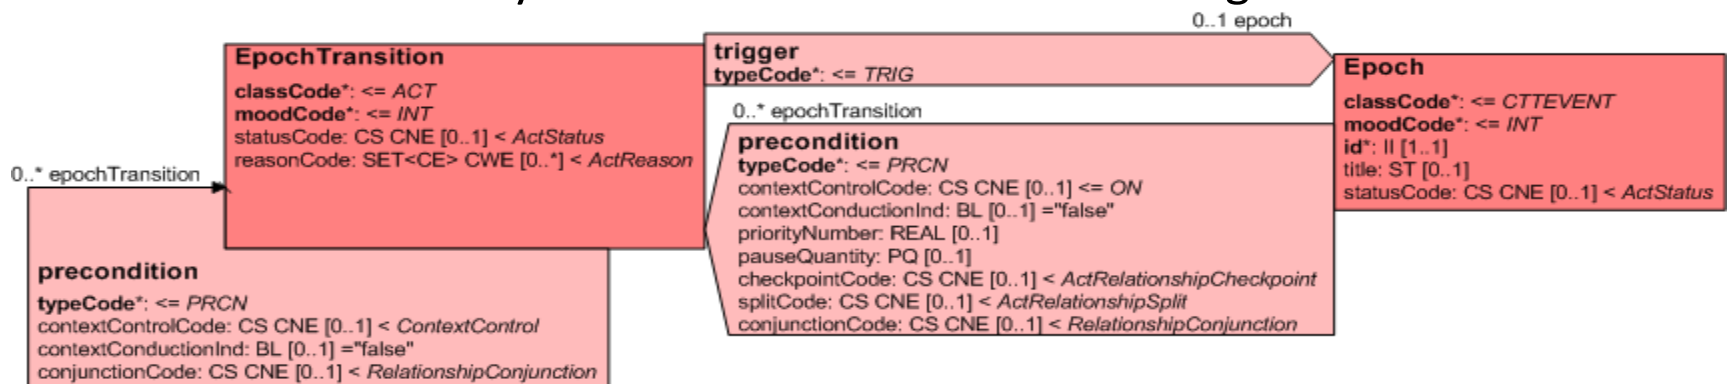 0..1 epoch
EpochTransition
classCode*: <= ACT
moodCode*: <= INT
statusCode: CS CNE [0..1] < ActStatus
reasonCode: SET<CE> CWE [0..*] < ActReason
trigger
typeCode*: <= TRIG
Epoch
classCode*: <= CTTEVENT
moodCode*: <= INT
id*: II [1..1]
title: ST [0..1]
statusCode: CS CNE [0..1] < ActStatus
0..* epochTransition
precondition
typeCode*: <= PRCN
contextControlCode: CS CNE [0..1] <= ON
contextConductionInd: BL [0..1] ="false"
priorityNumber: REAL [0..1]
pauseQuantity: PQ [0..1]
checkpointCode: CS CNE [0..1] < ActRelationshipCheckpoint
splitCode: CS CNE [0..1] < ActRelationshipSplit
conjunctionCode: CS CNE [0..1] < RelationshipConjunction
0..* epochTransition
precondition
typeCode*: <= PRCN
contextControlCode: CS CNE [0..1] < ContextControl
contextConductionInd: BL [0..1] ="false"
conjunctionCode: CS CNE [0..1] < RelationshipConjunction